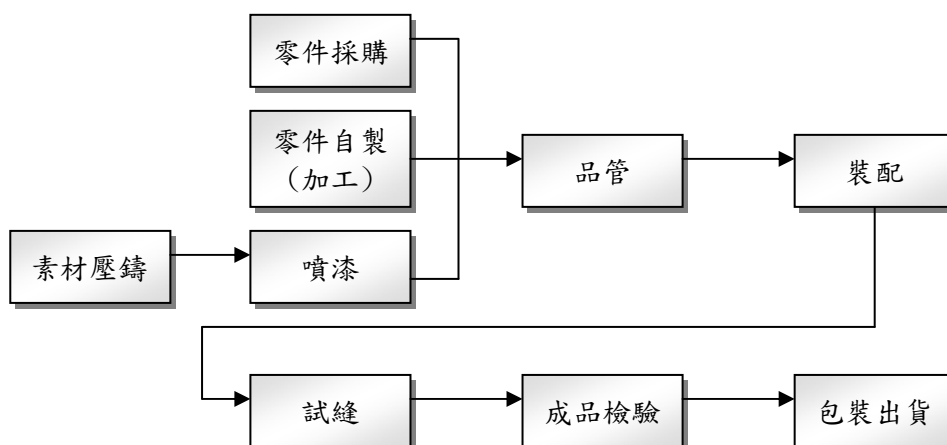 零件採購
零件自製
（加工）
品管
裝配
素材壓鑄
噴漆
試縫
成品檢驗
包裝出貨